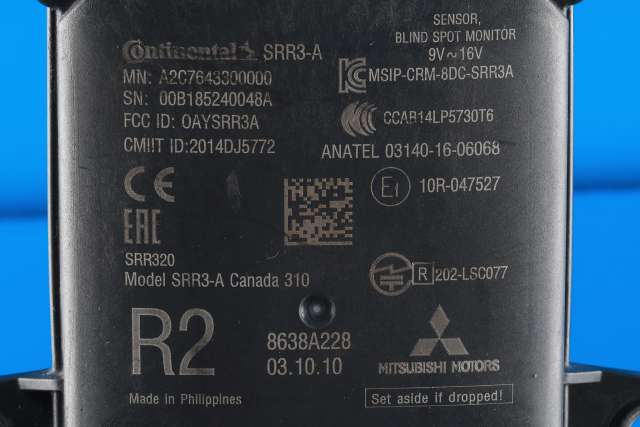 Continental SRR3-A
MN: A2C7643300000
SN: 00B185240048A
FCC ID: OAYSRR3A
CMIIT ID:2014DJ5772
SENSOR,
BLIND SPOT MONITOR
9V~16V
MSIP-CRM-8DC-SRR3A
CCAB14LP5730T6
ANATEL 03140-16-06068
CE
E1 10R-047527
EAC
SRR320
Model SRR3-A Canada 310
R 202-LSC077
R2
8638A228
03.10.10
MITSUBISHI MOTORS
Made in Philippines
Set aside if dropped!